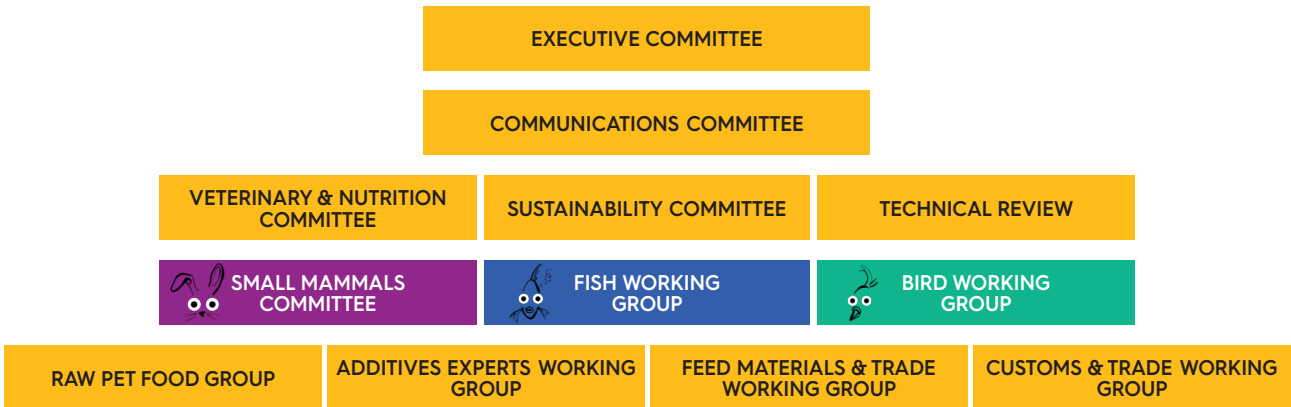 EXECUTIVE COMMITTEE
COMMUNICATIONS COMMITTEE
VETERINARY & NUTRITION
COMMITTEE
SUSTAINABILITY COMMITTEE
TECHNICAL REVIEW
SMALL MAMMALS
COMMITTEE
FISH WORKING
GROUP
BIRD WORKING
GROUP
RAW PET FOOD GROUP
ADDITIVES EXPERTS WORKING
GROUP
FEED MATERIALS & TRADE
WORKING GROUP
CUSTOMS & TRADE WORKING
GROUP